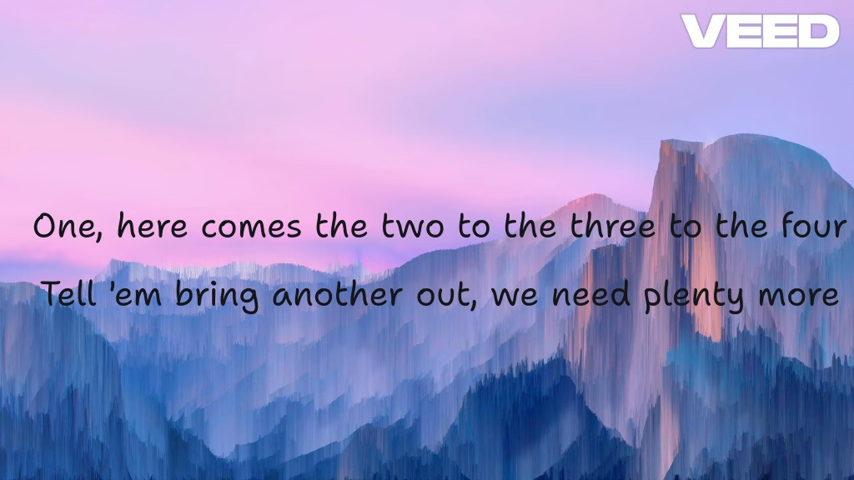 VEED
One, here comes the two to the three to the four
Tell 'em bring another out, we need plenty more